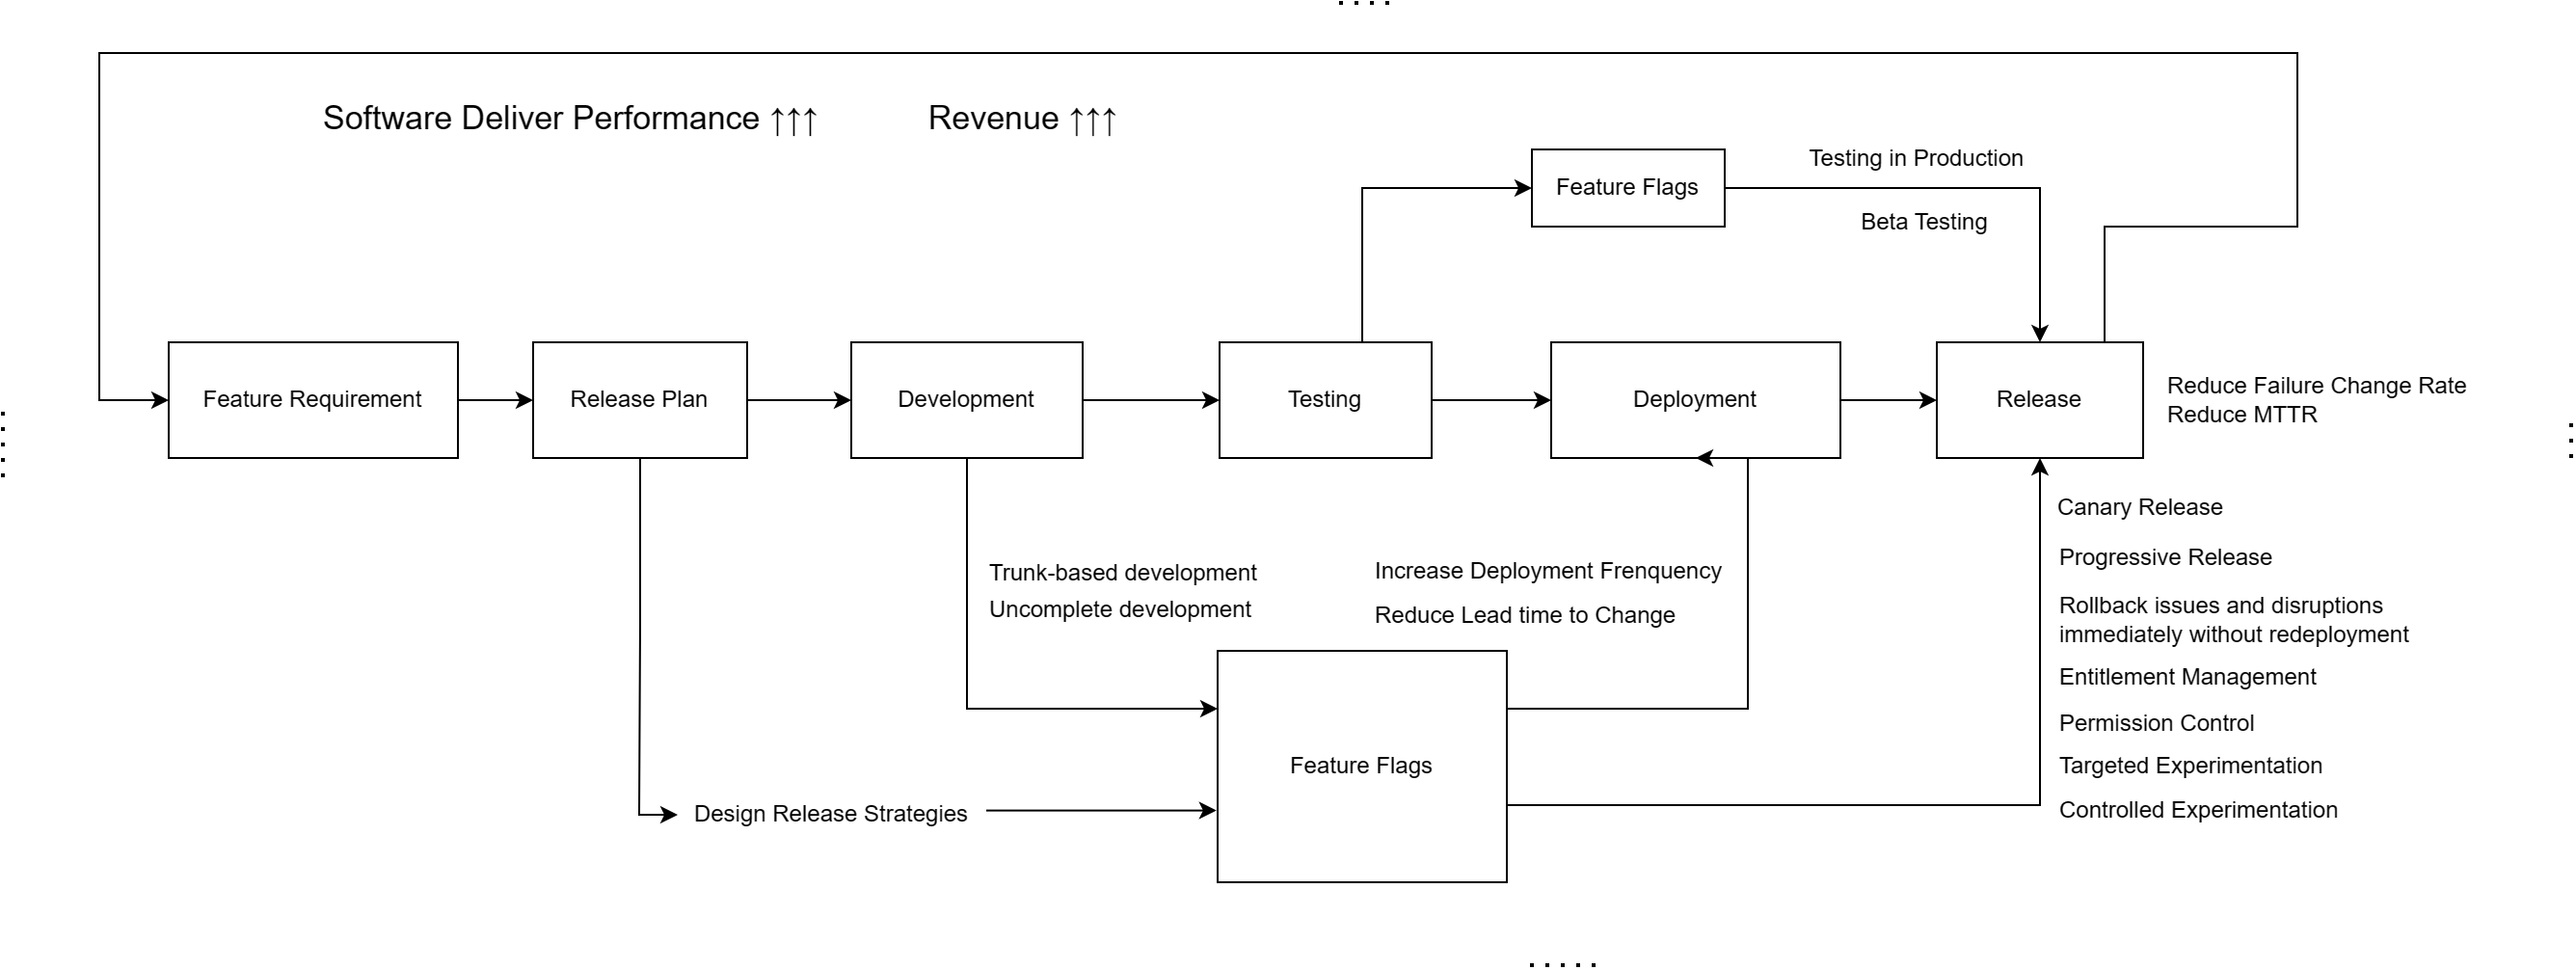 Software Deliver Performance ↑↑↑
Revenue ↑↑↑
Testing in Production
Feature Flags
Beta Testing
Feature Requirement
Release Plan
Development
Testing
Deployment
Release
Reduce Failure Change Rate
Reduce MTTR
Canary Release
Trunk-based development
Uncomplete development
Increase Deployment Frenquency
Reduce Lead time to Change
Progressive Release
Rollback issues and disruptions
immediately without redeployment
Entitlement Management
Permission Control
Feature Flags
Targeted Experimentation
Design Release Strategies
Controlled Experimentation